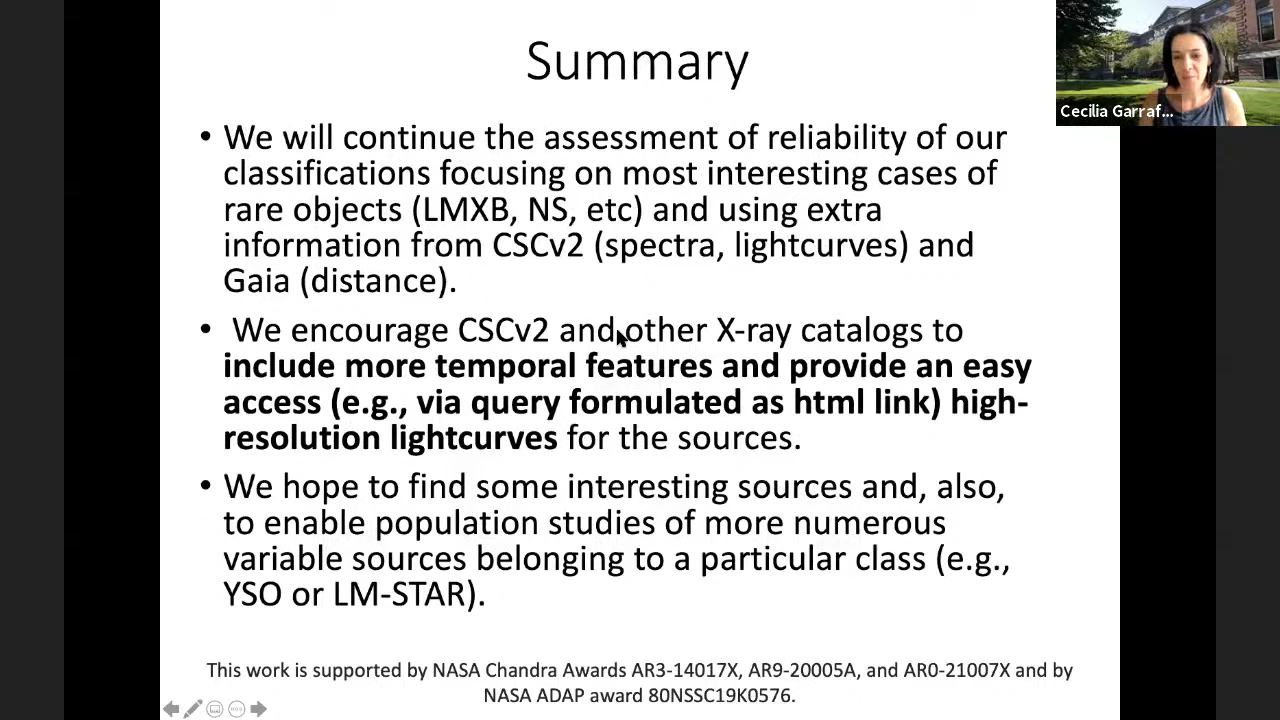 Summary
Cecilia Garraf...
• We will continue the assessment of reliability of our
classifications focusing on most interesting cases of
rare objects (LMXB, NS, etc) and using extra
information from CSCv2 (spectra, lightcurves) and
Gaia (distance).
• We encourage CSCv2 and other X-ray catalogs to
include more temporal features and provide an easy
access (e.g., via query formulated as html link) high-
resolution lightcurves for the sources.
• We hope to find some interesting sources and, also,
to enable population studies of more numerous
variable sources belonging to a particular class (e.g.,
YSO or LM-STAR).
This work is supported by NASA Chandra Awards AR3-14017X, AR9-20005A, and AR0-21007X and by
NASA ADAP award 80NSSC19K0576.